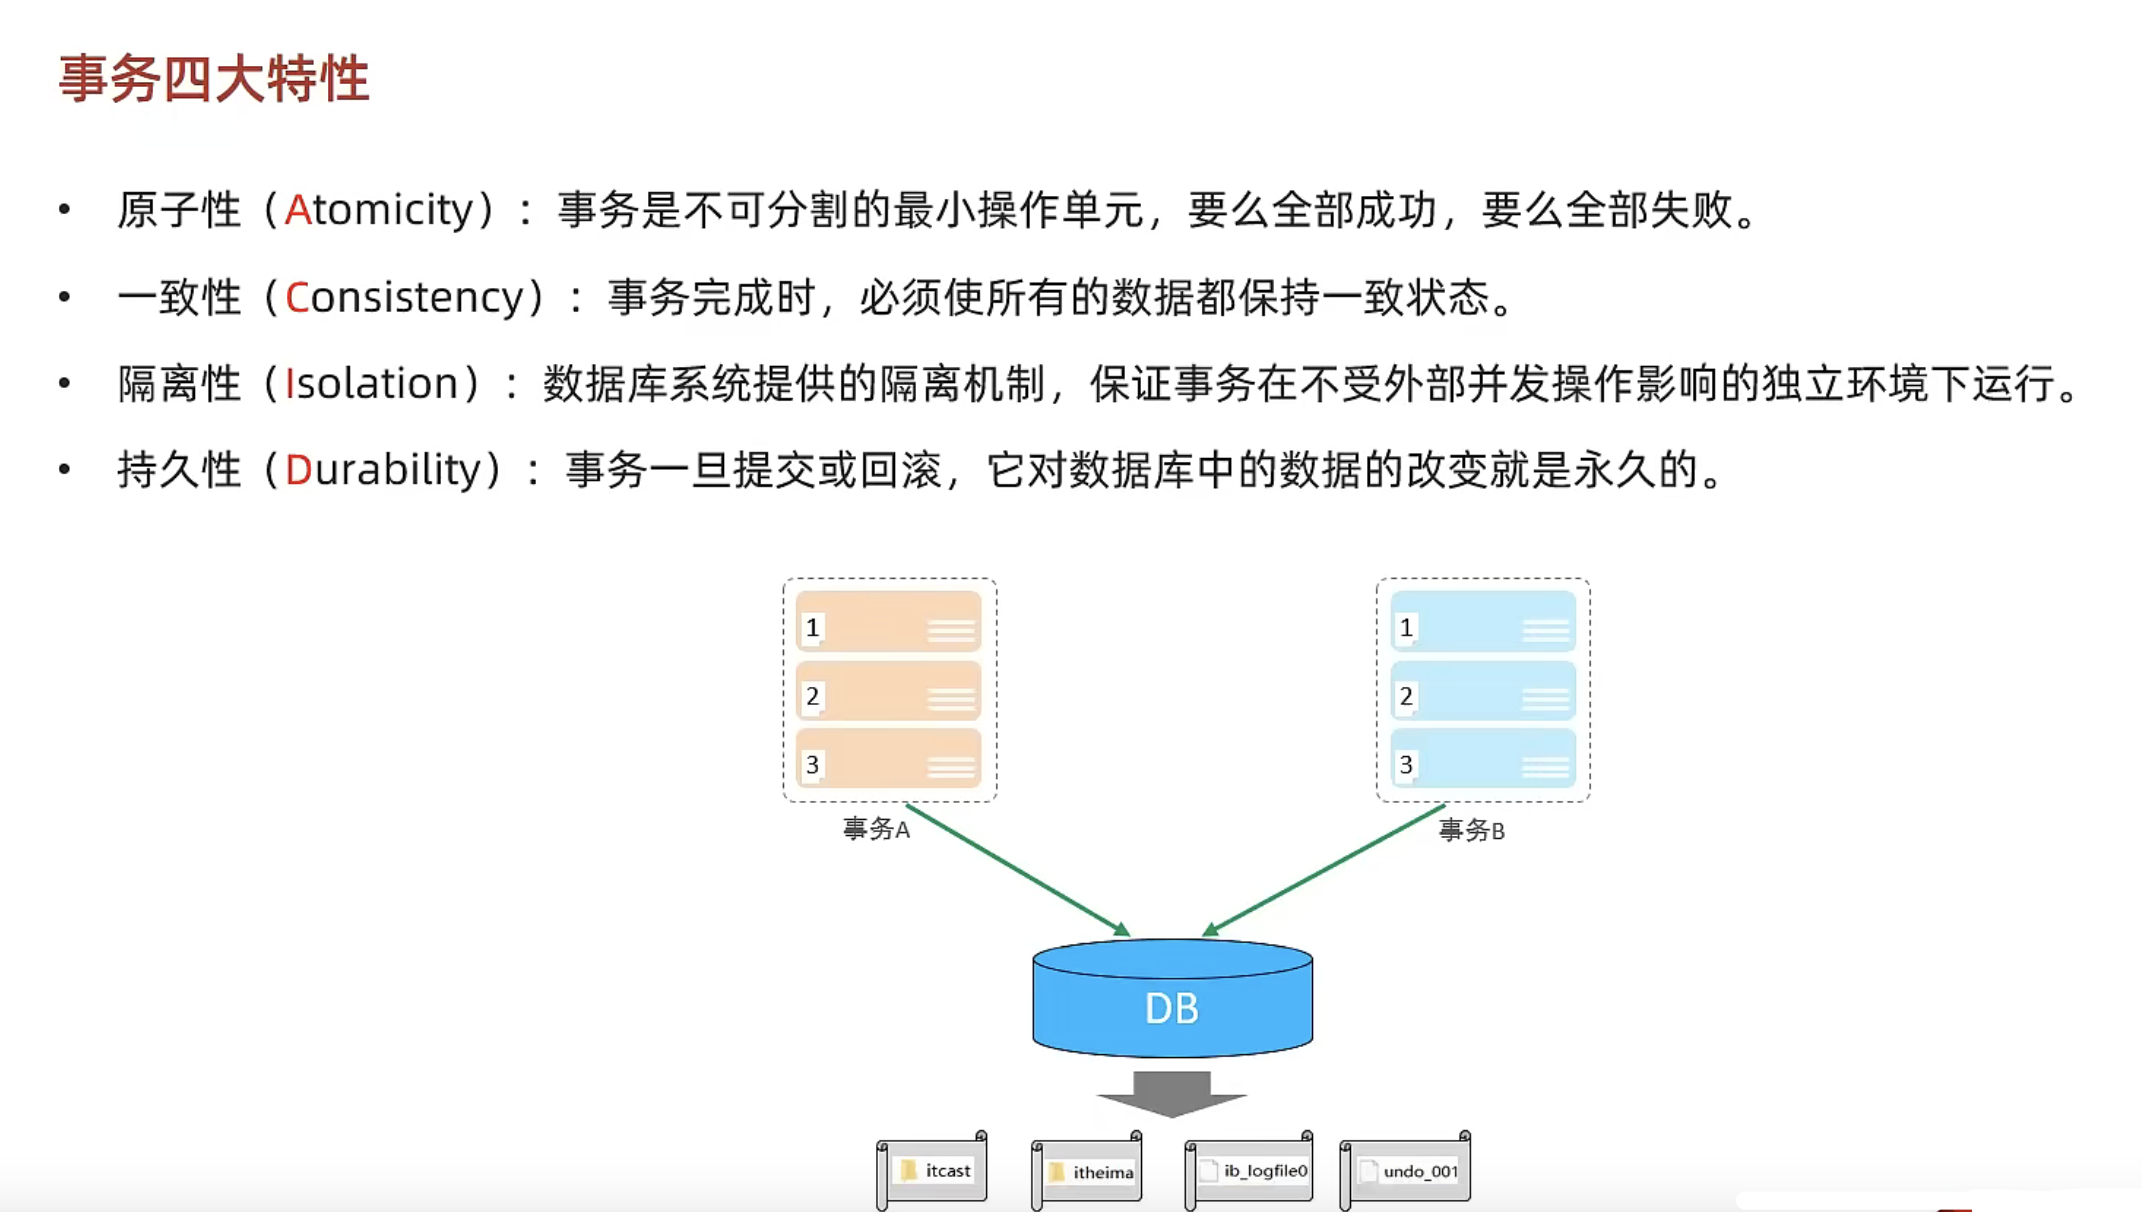 事务四大特性
• 原子性（Atomicity）：事务是不可分割的最小操作单元，要么全部成功，要么全部失败。
• 一致性（Consistency）：事务完成时，必须使所有的数据都保持一致状态。
• 隔离性（Isolation）：数据库系统提供的隔离机制，保证事务在不受外部并发操作影响的独立环境下运行。
• 持久性（Durability）：事务一旦提交或回滚，它对数据库中的数据的改变就是永久的。
1
2
3
事务A
1
2
3
事务B
DB
itcast
itheima
ib_logfile0
undo_001